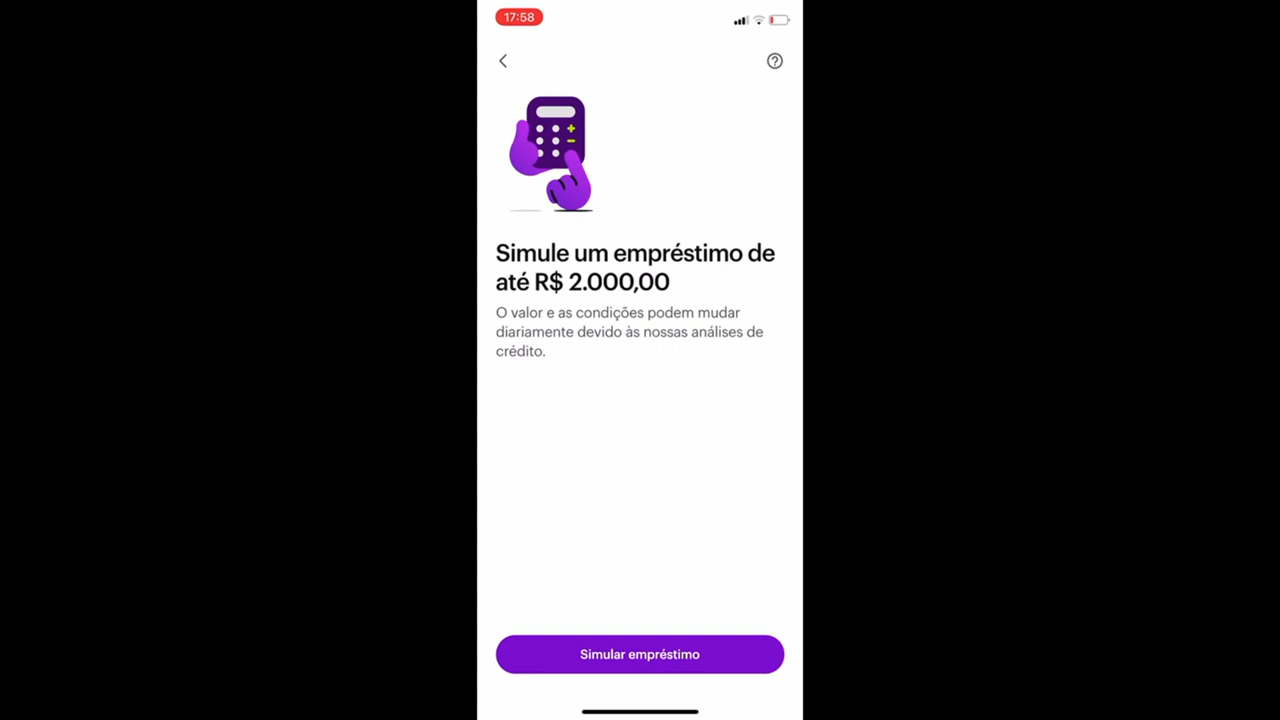 17:58
Simule um empréstimo de
até R$ 2.000,00
O valor e as condições podem mudar
diariamente devido às nossas análises de
crédito.
Simular empréstimo